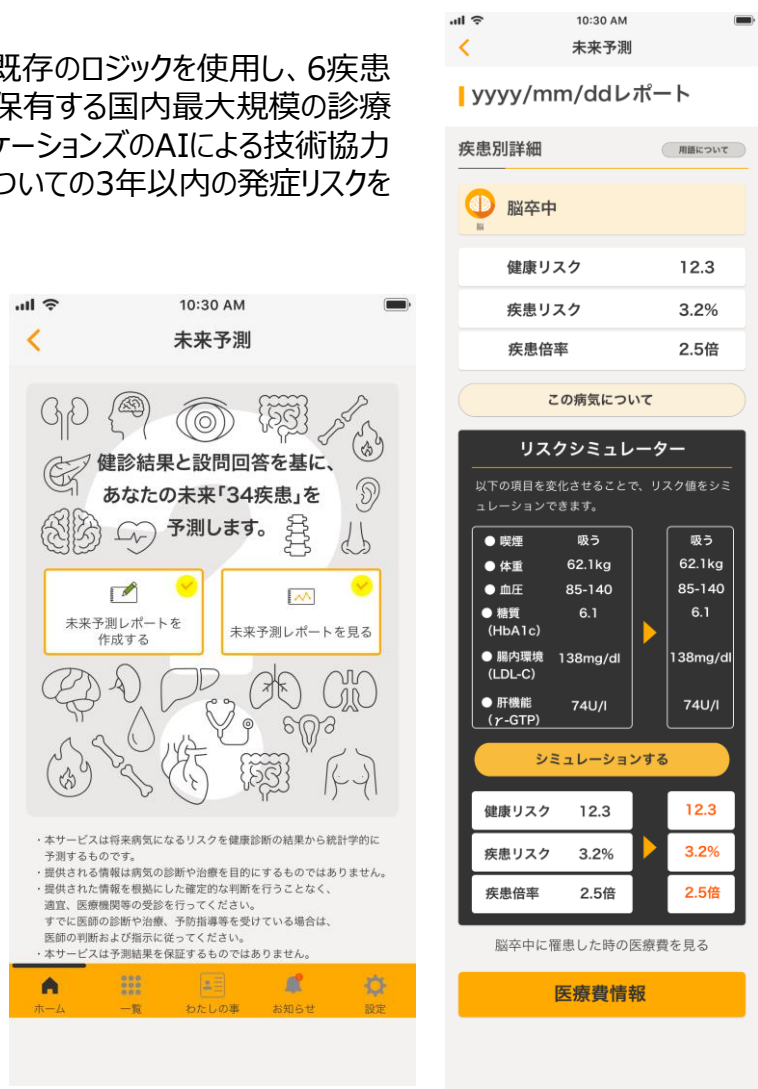 既存のロジックを使用し、6疾患
保有する国内最大規模の診療
ケーションズのAIによる技術協力
ついての3年以内の発症リスクを
10:30 AM
未来予測
健診結果と設問回答を基に、
あなたの未来「34疾患」を
予測します。
未来予測レポートを
作成する
未来予測レポートを見る
・本サービスは将来病気になるリスクを健康診断の結果から統計学的に
予測するものです。
・提供される情報は病気の診断や治療を目的にするものではありません。
・提供された情報を根拠にした確定的な判断を行うことなく、
適宜、医療機関等の受診を行ってください。
すでに医師の診断や治療、予防指導等を受けている場合は、
医師の判断および指示に従ってください。
・本サービスは予測結果を保証するものではありません。
ホーム 一覧 わたしの事 お知らせ 設定
10:30 AM
未来予測
yyyy/mm/ddレポート
疾患別詳細 用語について
脳卒中
脳
健康リスク 12.3
疾患リスク 3.2%
疾患倍率 2.5倍
この病気について
リスクシミュレーター
以下の項目を変化させることで、リスク値をシミ
ュレーションできます。
● 喫煙 吸う 吸う
● 体重 62.1kg 62.1kg
● 血圧 85-140 85-140
● 糖質 6.1 6.1
(HbA1c)
● 腸内環境 138mg/dl 138mg/dl
(LDL-C)
● 肝機能 74U/l 74U/l
(γ-GTP)
シミュレーションする
健康リスク 12.3 12.3
疾患リスク 3.2% 3.2%
疾患倍率 2.5倍 2.5倍
脳卒中に罹患した時の医療費を見る
医療費情報